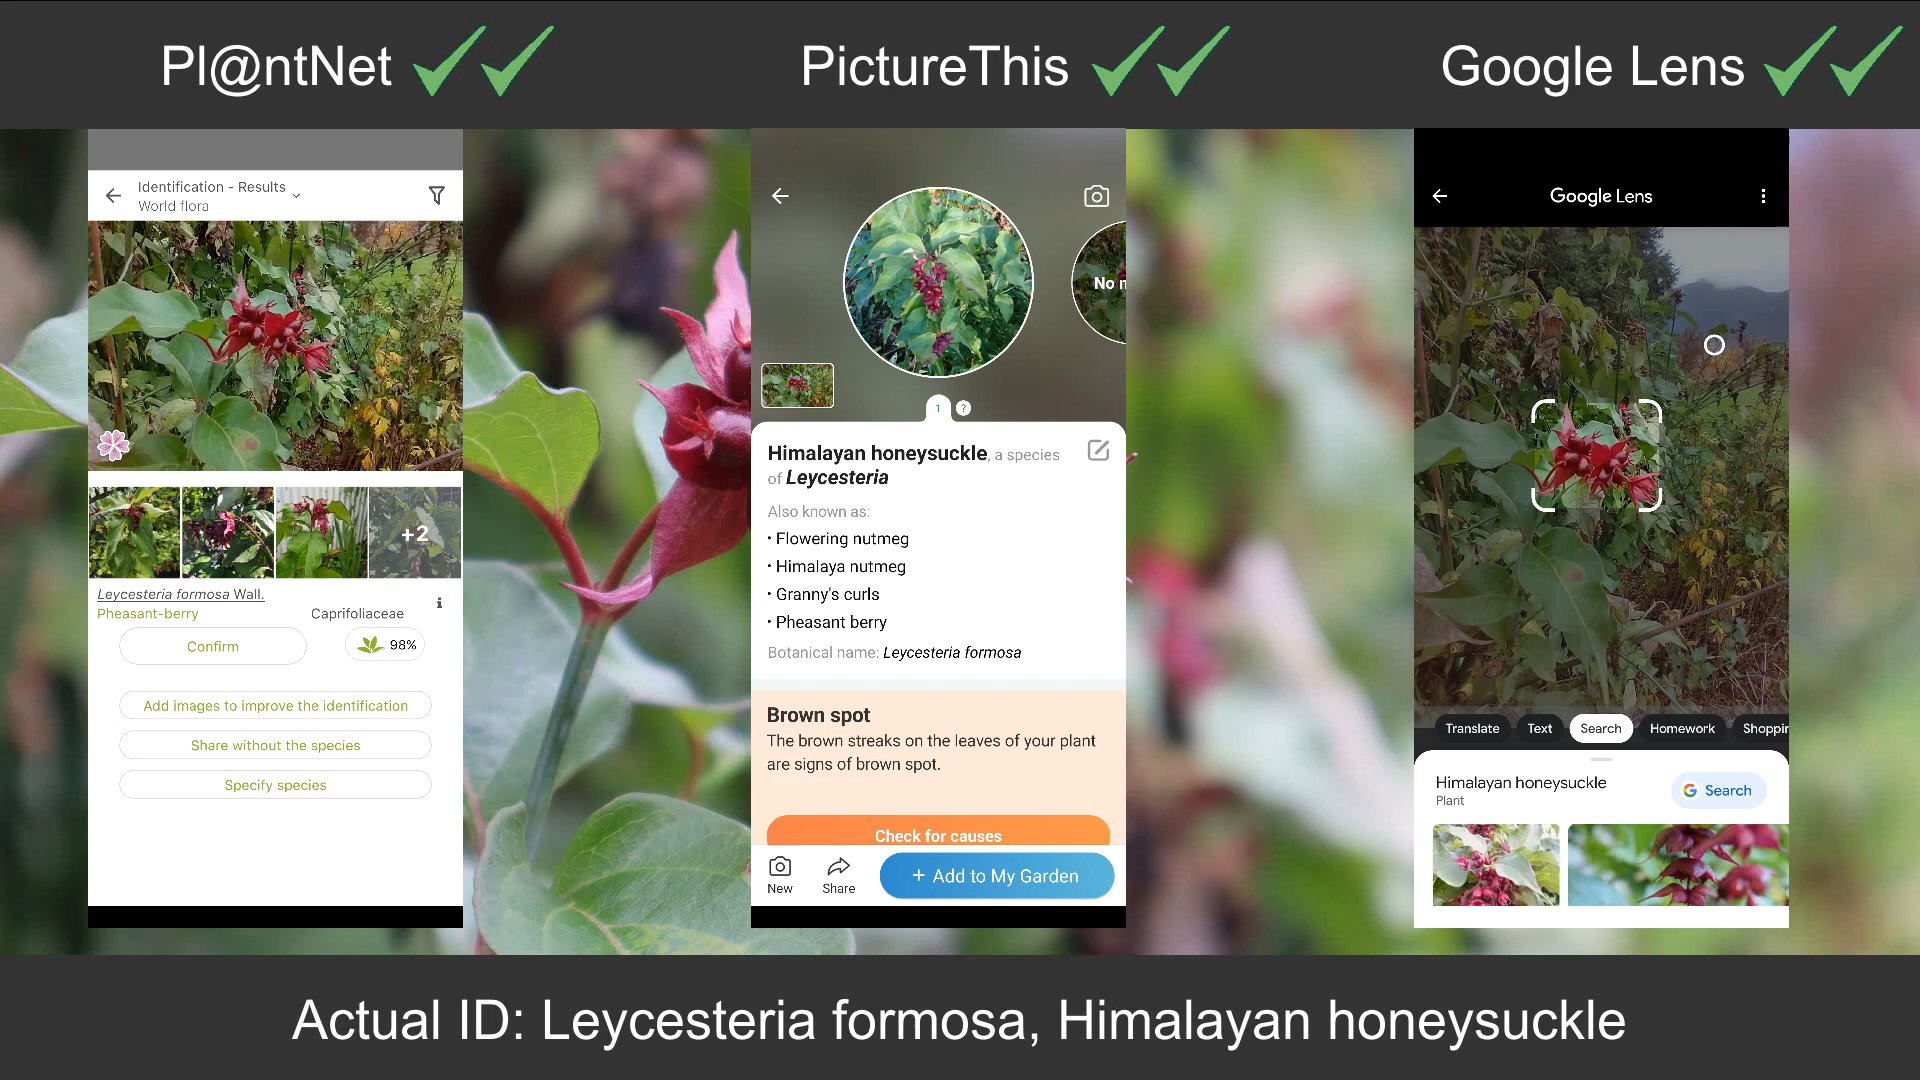 Pl@ntNet
PictureThis
Google Lens
Identification - Results
World flora
+2
Leycesteria formosa Wall.
Pheasant-berry
Caprifoliaceae
Confirm
98%
Add images to improve the identification
Share without the species
Specify species
No
1
?
Himalayan honeysuckle, a species
of Leycesteria
Also known as:
· Flowering nutmeg
· Himalaya nutmeg
· Granny's curls
· Pheasant berry
Botanical name: Leycesteria formosa
Brown spot
The brown streaks on the leaves of your plant
are signs of brown spot.
Check for causes
New
Share
+ Add to My Garden
Google Lens
Translate
Text
Search
Homework
Shoppin
Himalayan honeysuckle
Plant
G Search
Actual ID: Leycesteria formosa, Himalayan honeysuckle